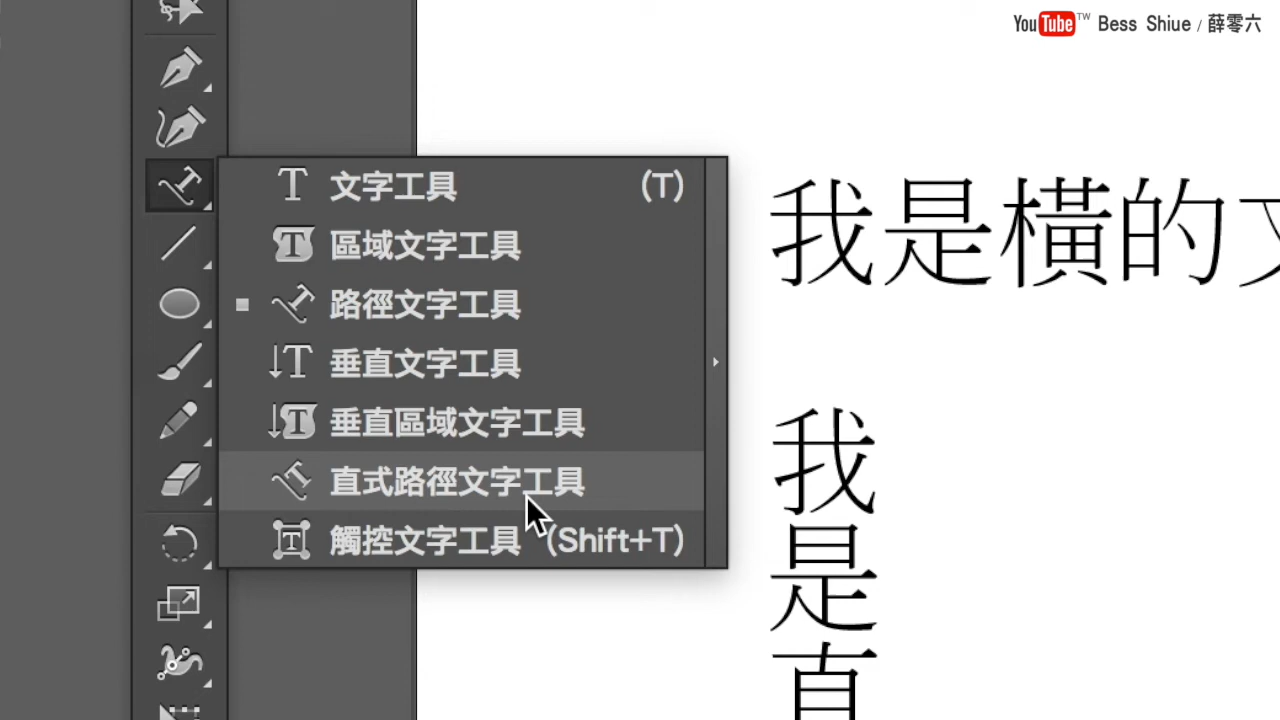 YouTube TW Bess Shiue / 薛零六
文字工具 (T)
區域文字工具
路徑文字工具
垂直文字工具
垂直區域文字工具
直式路徑文字工具
觸控文字工具 (Shift+T)
我是橫的文
我
是
直